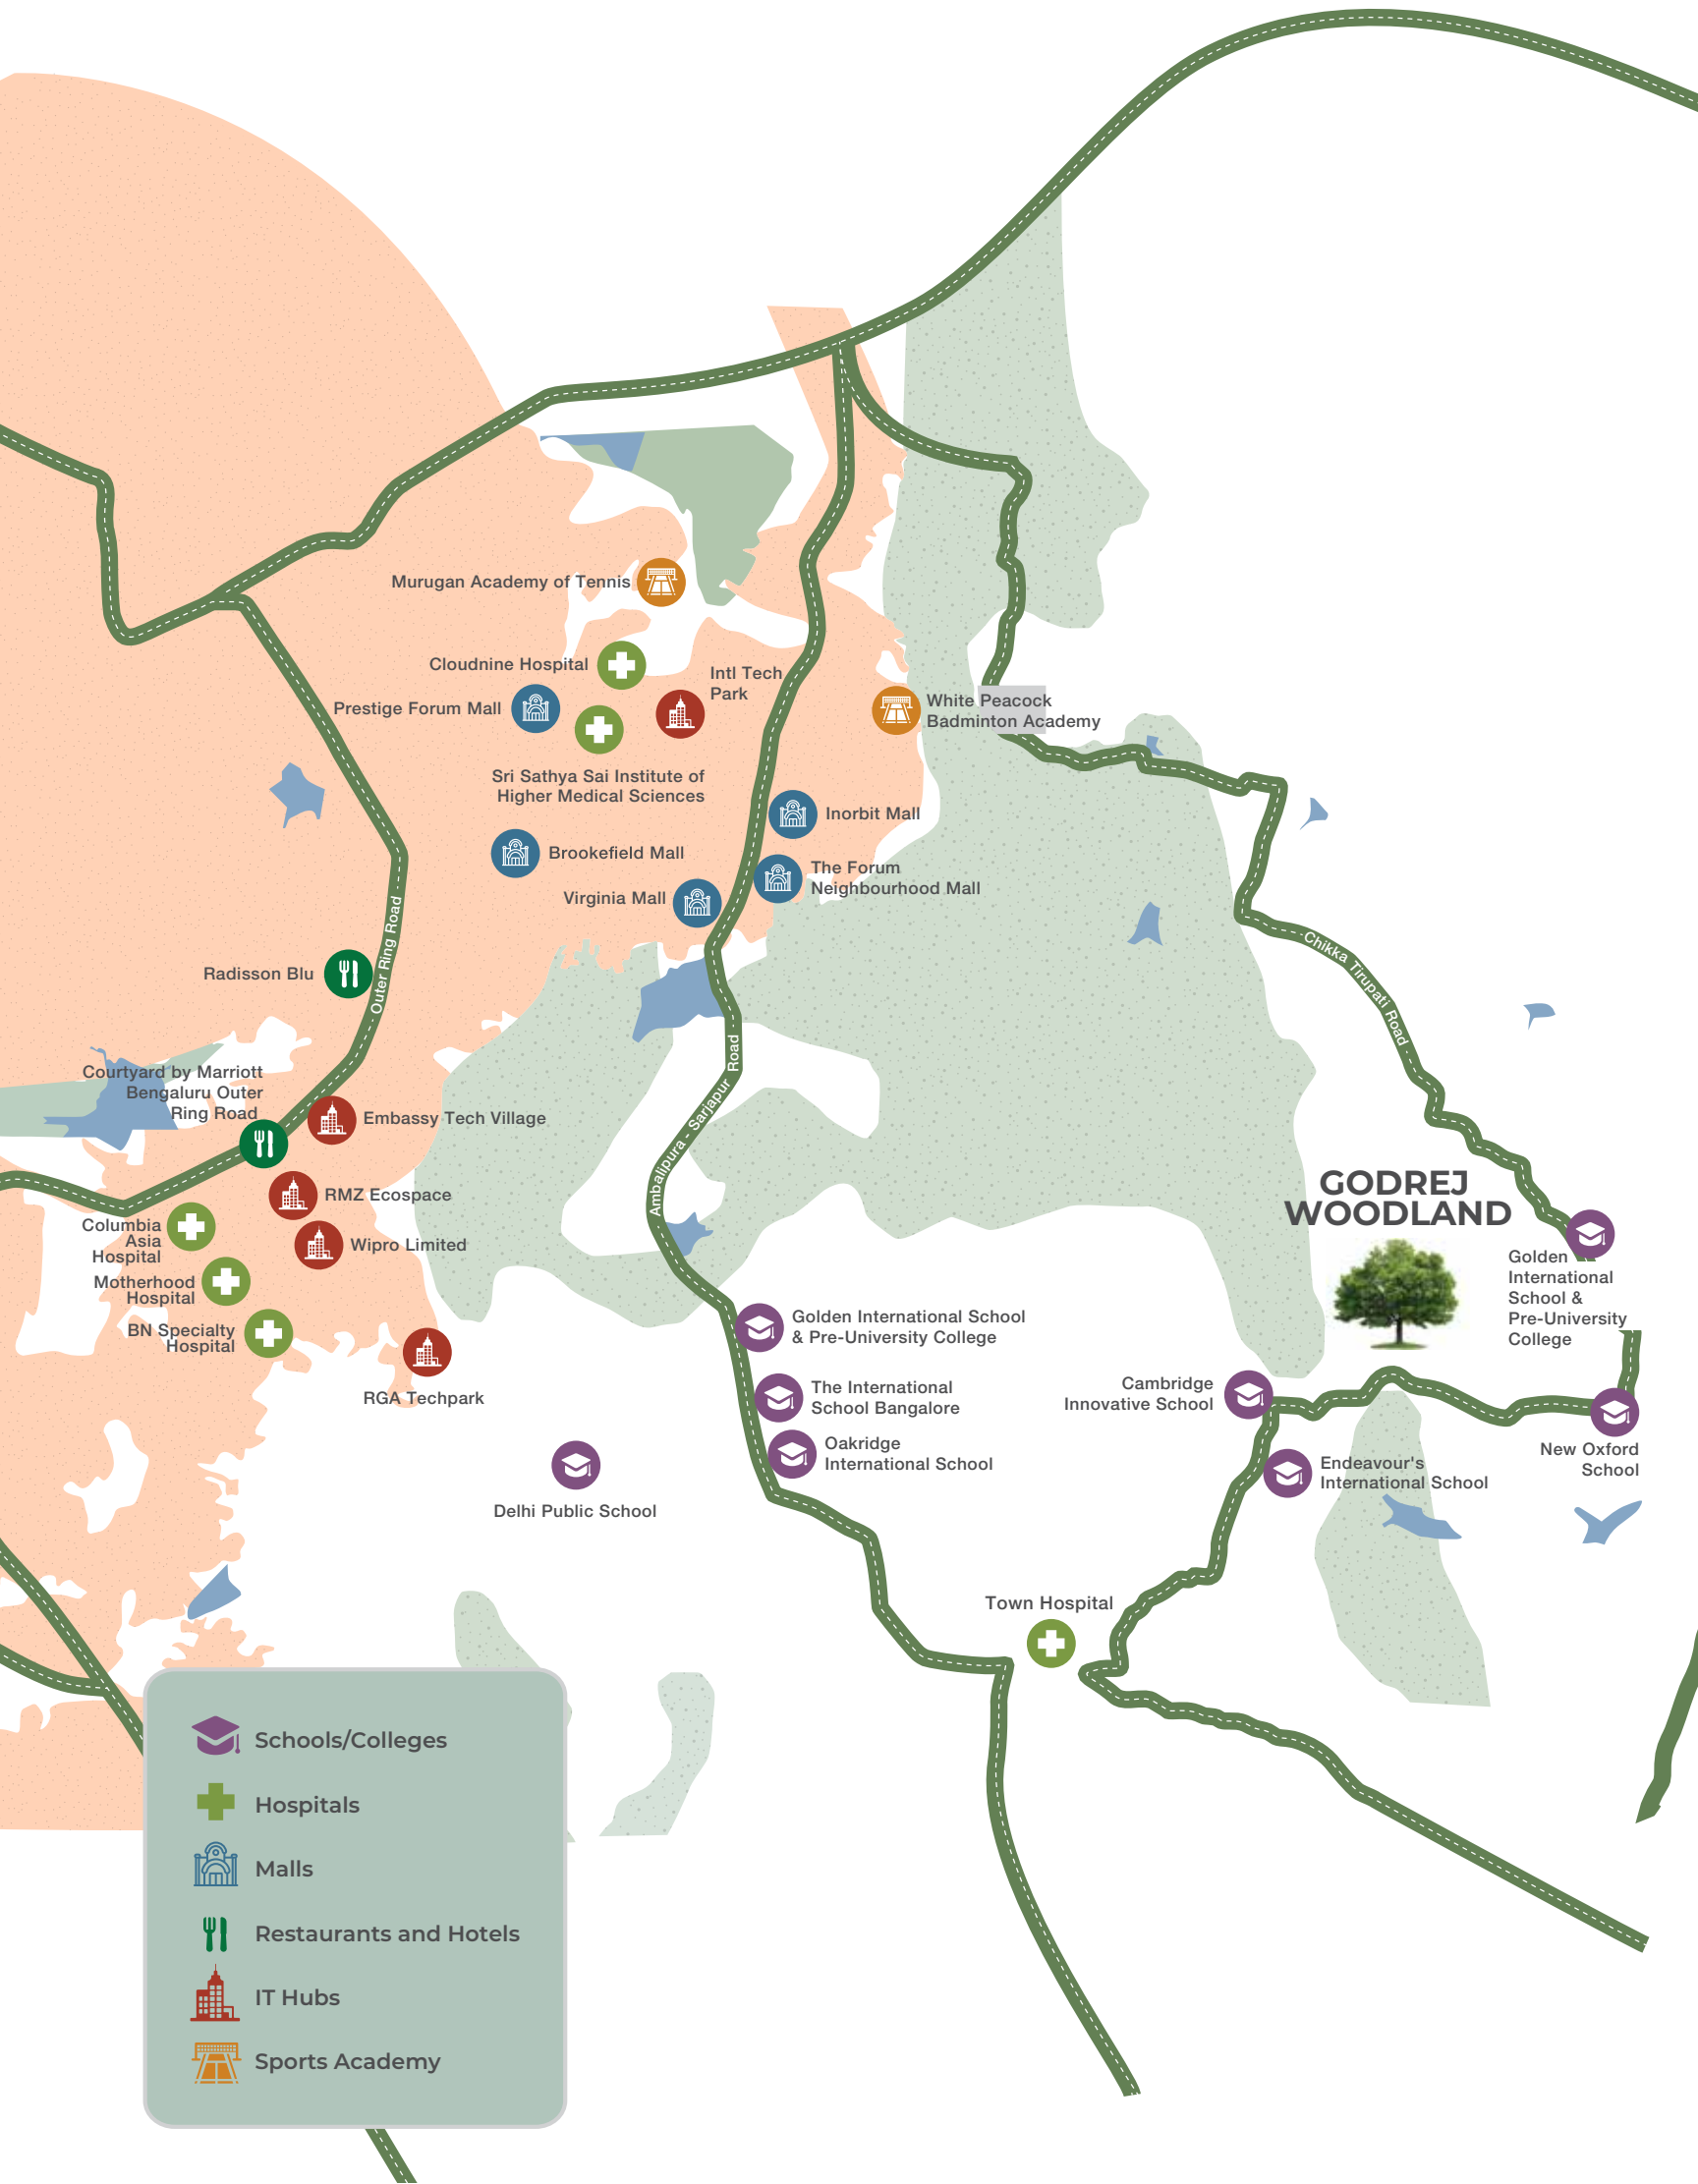 Murugan Academy of Tennis
Cloudnine Hospital
Intl Tech
Park
Prestige Forum Mall
White Peacock
Badminton Academy
Sri Sathya Sai Institute of
Higher Medical Sciences
Inorbit Mall
Brookefield Mall
The Forum
Neighbourhood Mall
Virginia Mall
Outer Ring Road
Chikka Tirupati Road
Radisson Blu
Ambalipura - Sarjapur Road
Courtyard by Marriott
Bengaluru Outer
Ring Road
Embassy Tech Village
RMZ Ecospace
GODREJ
WOODLAND
Columbia
Asia
Hospital
Wipro Limited
Golden
International
School &
Pre-University
College
Motherhood
Hospital
BN Specialty
Hospital
Golden International School
& Pre-University College
RGA Techpark
The International
School Bangalore
Cambridge
Innovative School
Oakridge
International School
New Oxford
School
Endeavour's
International School
Delhi Public School
Town Hospital
Schools/Colleges
Hospitals
Malls
Restaurants and Hotels
IT Hubs
Sports Academy